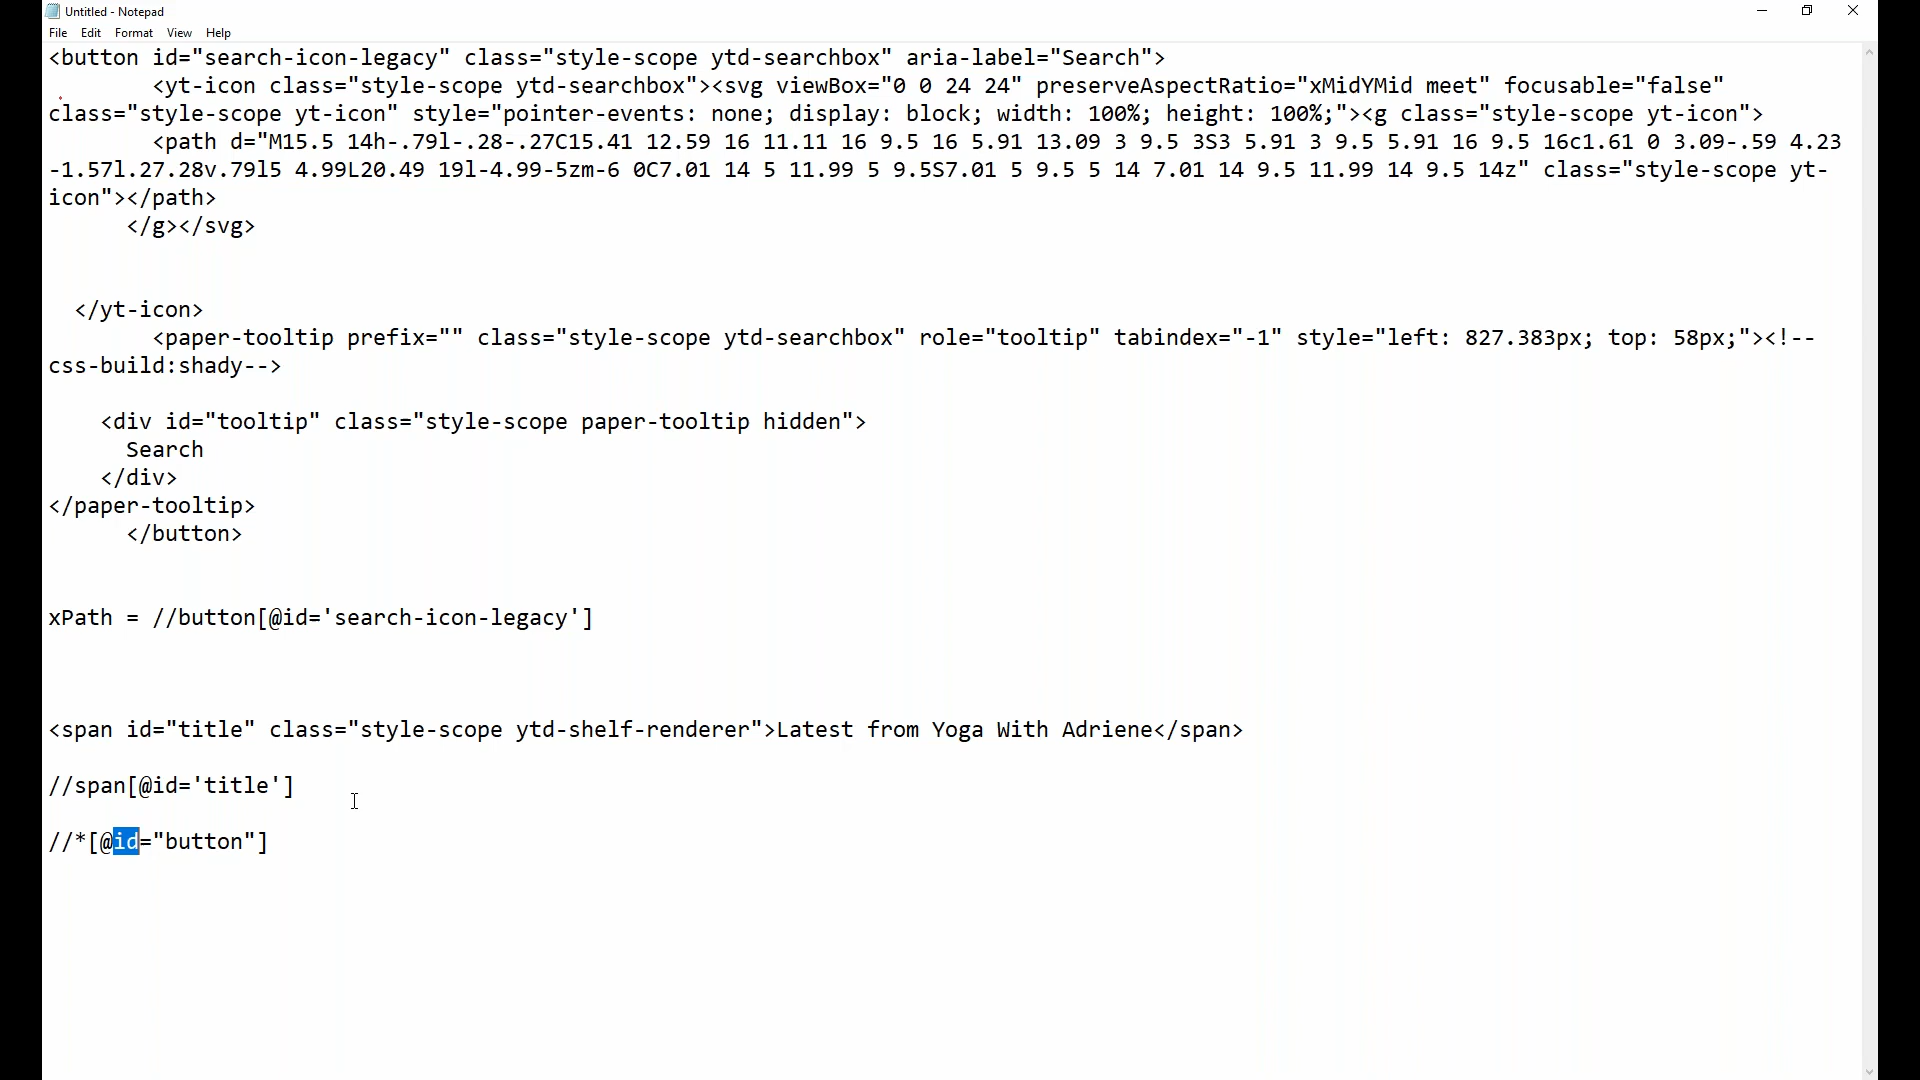 Untitled - Notepad
File Edit Format View Help
<button id="search-icon-legacy" class="style-scope ytd-searchbox" aria-label="Search">
        <yt-icon class="style-scope ytd-searchbox"><svg viewBox="0 0 24 24" preserveAspectRatio="xMidYMid meet" focusable="false"
class="style-scope yt-icon" style="pointer-events: none; display: block; width: 100%; height: 100%;"><g class="style-scope yt-icon">
        <path d="M15.5 14h-.79l-.28-.27C15.41 12.59 16 11.11 16 9.5 16 5.91 13.09 3 9.5 3S3 5.91 3 9.5 5.91 16 9.5 16c1.61 0 3.09-.59 4.23
-1.57l.27.28v.79l5 4.99L20.49 19l-4.99-5zm-6 0C7.01 14 5 11.99 5 9.5S7.01 5 9.5 5 14 7.01 14 9.5 11.99 14 9.5 14z" class="style-scope yt-
icon"></path>
      </g></svg>
  </yt-icon>
        <paper-tooltip prefix="" class="style-scope ytd-searchbox" role="tooltip" tabindex="-1" style="left: 827.383px; top: 58px;"><!--
css-build:shady-->
    <div id="tooltip" class="style-scope paper-tooltip hidden">
      Search
    </div>
</paper-tooltip>
      </button>
xPath = //button[@id='search-icon-legacy']
<span id="title" class="style-scope ytd-shelf-renderer">Latest from Yoga With Adriene</span>
//span[@id='title']
//*[@id="button"]